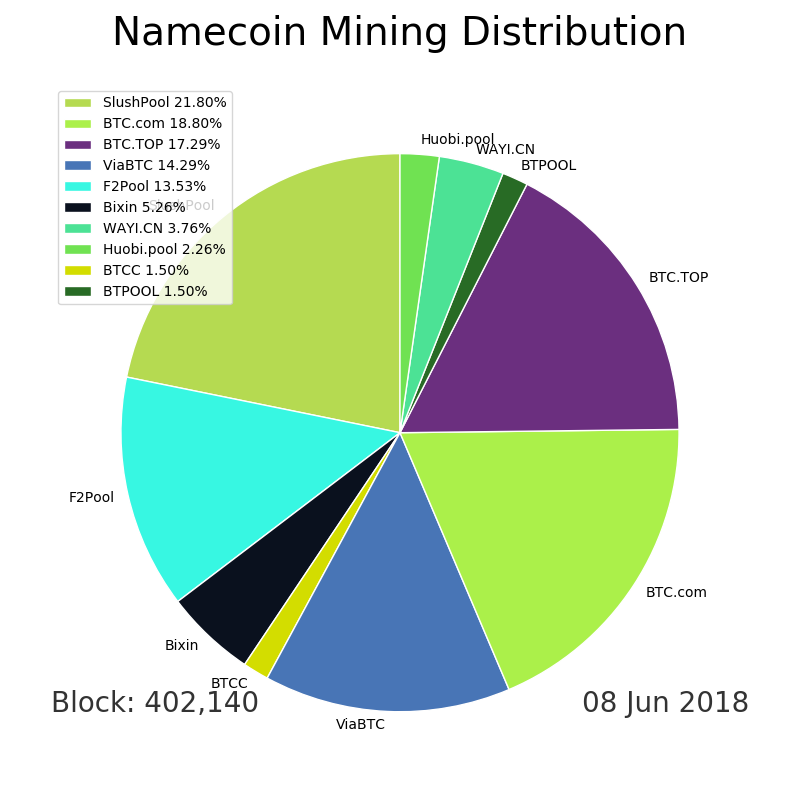 Namecoin Mining Distribution
SlushPool 21.80%
BTC.com 18.80%
BTC.TOP 17.29%
ViaBTC 14.29%
F2Pool 13.53%
Bixin 5.26%
WAYI.CN 3.76%
Huobi.pool 2.26%
BTCC 1.50%
BTPOOL 1.50%
SlushPool
Huobi.pool
WAYI.CN
BTPOOL
BTC.TOP
F2Pool
BTC.com
Bixin
BTCC
ViaBTC
Block: 402,140
08 Jun 2018